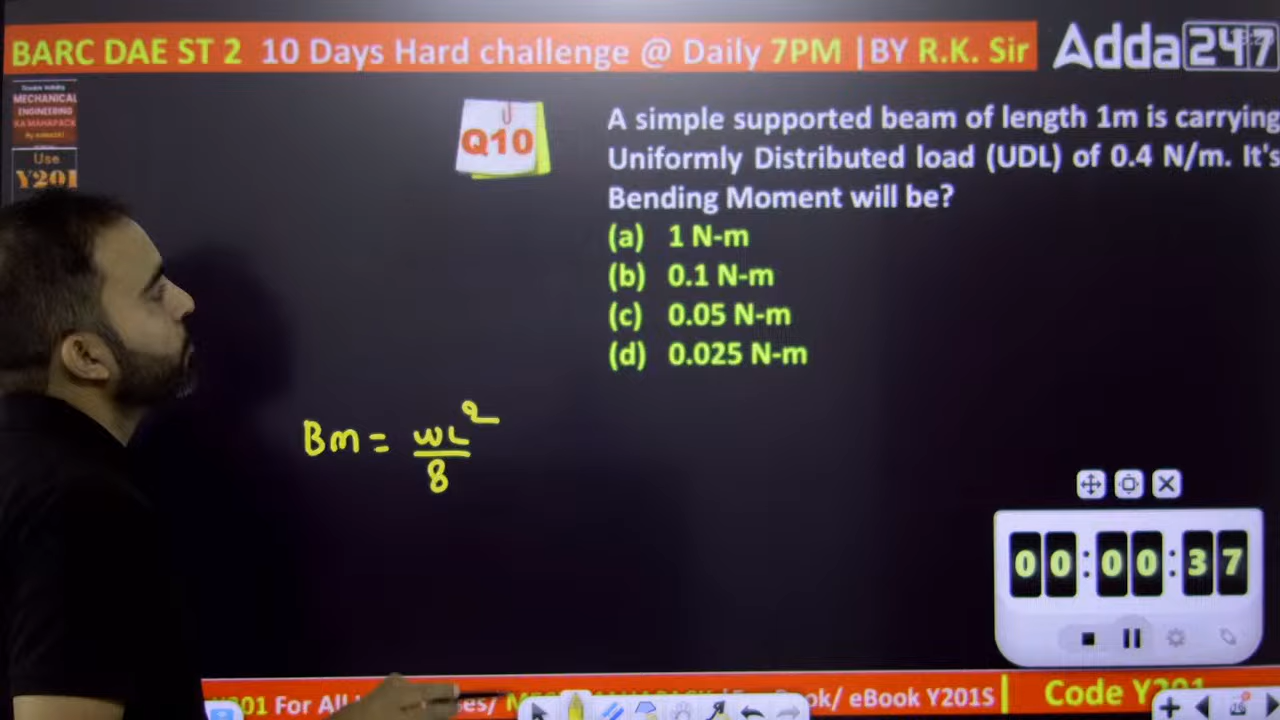 BARC DAE ST 2 10 Days Hard challenge @ Daily 7PM |BY R.K. Sir
Adda247
MECHANICAL
ENGINEERING
KA MAHAPACK
Use
Y201
Q10
A simple supported beam of length 1m is carrying
Uniformly Distributed load (UDL) of 0.4 N/m. It's
Bending Moment will be?
(a) 1 N-m
(b) 0.1 N-m
(c) 0.05 N-m
(d) 0.025 N-m
Bm = wL²
8
00:00:37
For All
Book/ eBook Y201S
Code Y201